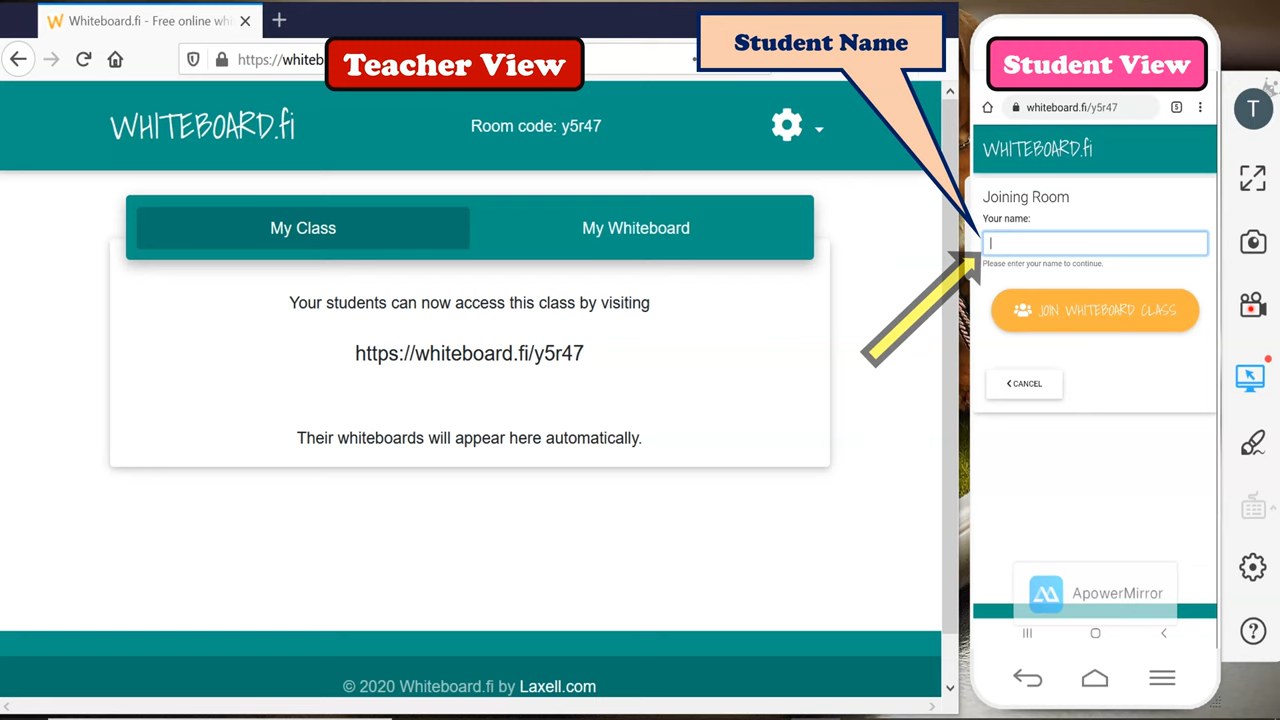 Whiteboard.fi - Free online whi
https://whiteb
Teacher View
Student Name
Student View
T
whiteboard.fi/y5r47
5
WHITEBOARD.fi
Room code: y5r47
WHITEBOARD.fi
My Class
My Whiteboard
Joining Room
Your name:
Please enter your name to continue.
Your students can now access this class by visiting
https://whiteboard.fi/y5r47
Their whiteboards will appear here automatically.
JOIN WHITEBOARD CLASS
CANCEL
ApowerMirror
© 2020 Whiteboard.fi by Laxell.com